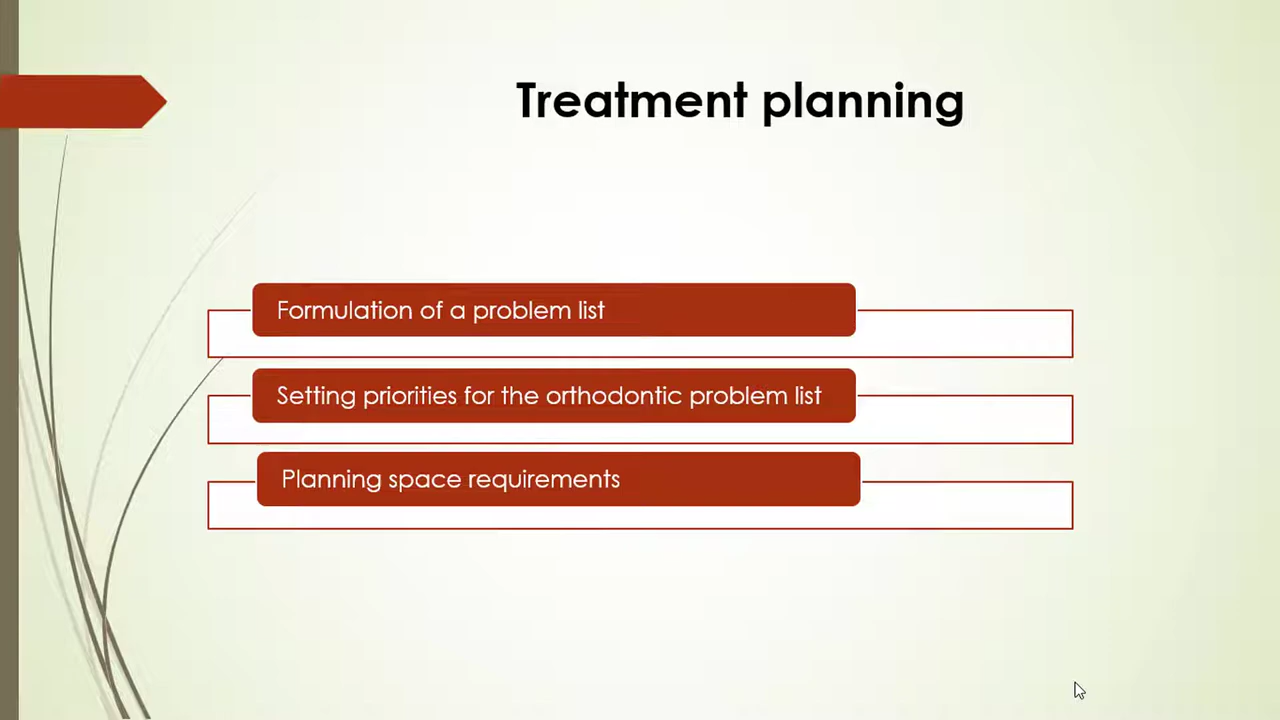 Treatment planning
Formulation of a problem list
Setting priorities for the orthodontic problem list
Planning space requirements